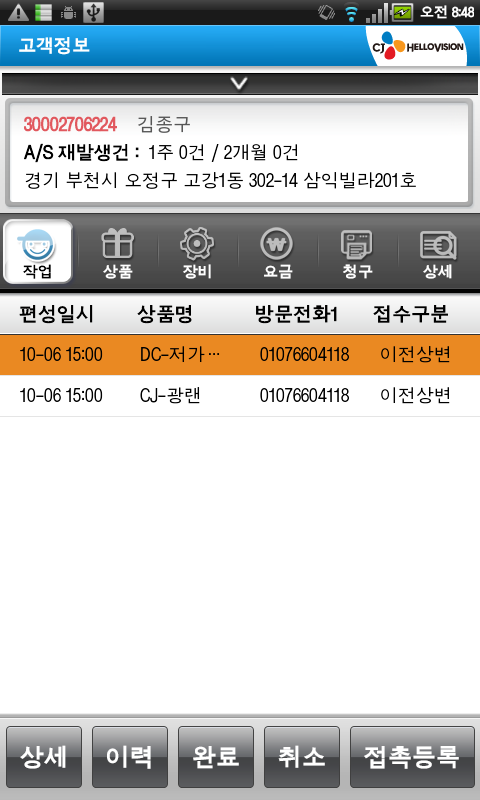 오전 8:48
고객정보
CJ HELLOVISION
30002706224 김종구
A/S 재발생건 : 1주 0건 / 2개월 0건
경기 부천시 오정구 고강1동 302-14 삼익빌라201호
작업 상품 장비 요금 청구 상세
편성일시 상품명 방문전화1 접수구분
10-06 15:00 DC-저가··· 01076604118 이전상변
10-06 15:00 CJ-광랜 01076604118 이전상변
상세 이력 완료 취소 접촉등록